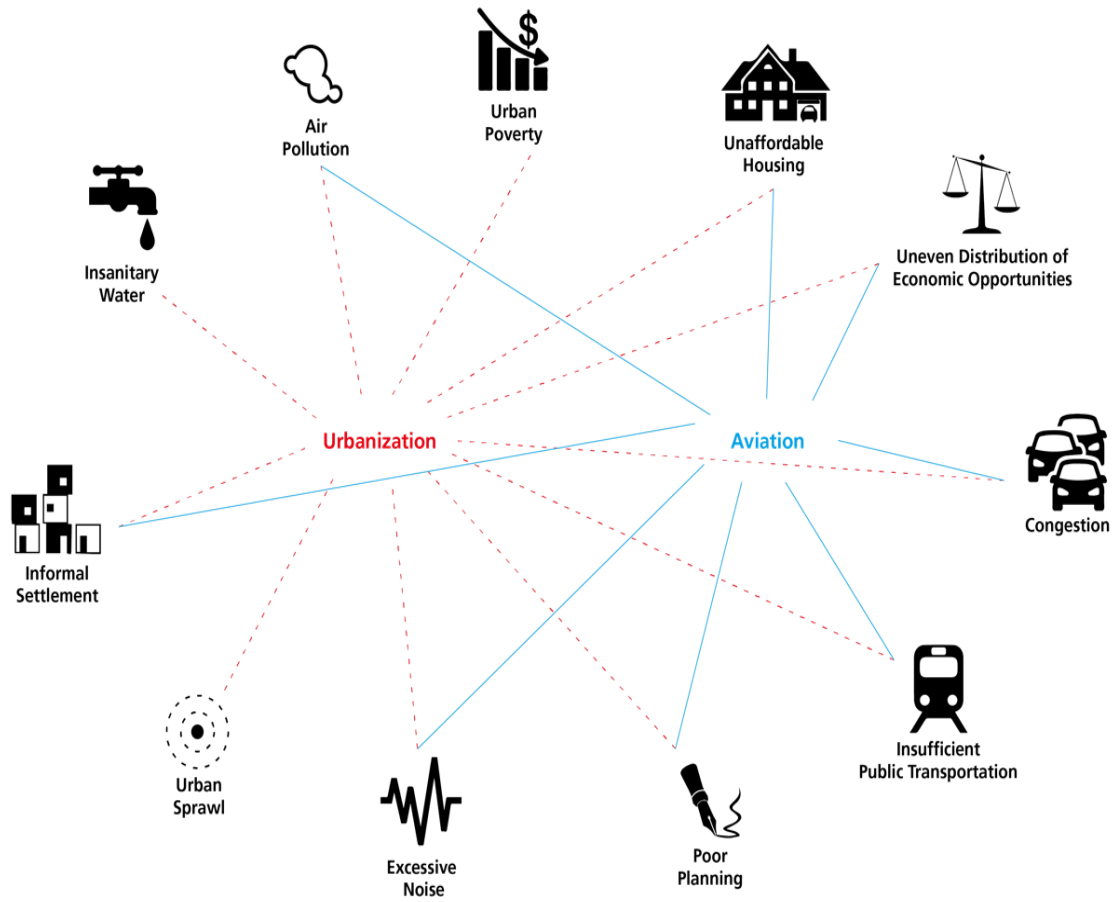 $
Urban
Poverty
Air
Pollution
Unaffordable
Housing
Insanitary
Water
Uneven Distribution of
Economic Opportunities
Urbanization
Aviation
Congestion
Informal
Settlement
Insufficient
Public Transportation
Urban
Sprawl
Excessive
Noise
Poor
Planning